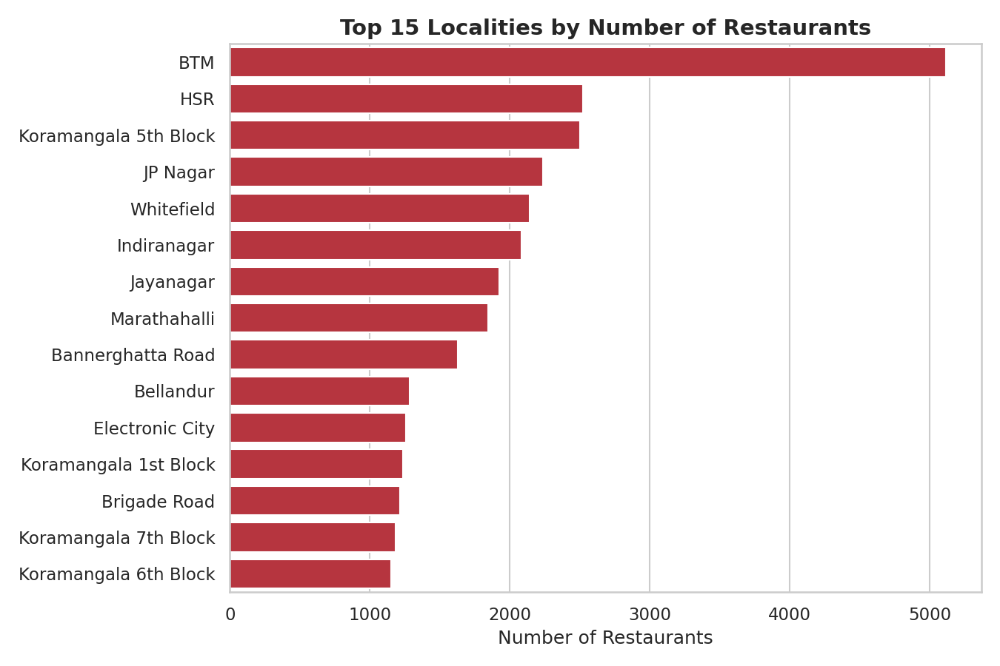 Top 15 Localities by Number of Restaurants
BTM
HSR
Koramangala 5th Block
JP Nagar
Whitefield
Indiranagar
Jayanagar
Marathahalli
Bannerghatta Road
Bellandur
Electronic City
Koramangala 1st Block
Brigade Road
Koramangala 7th Block
Koramangala 6th Block
0 1000 2000 3000 4000 5000
Number of Restaurants